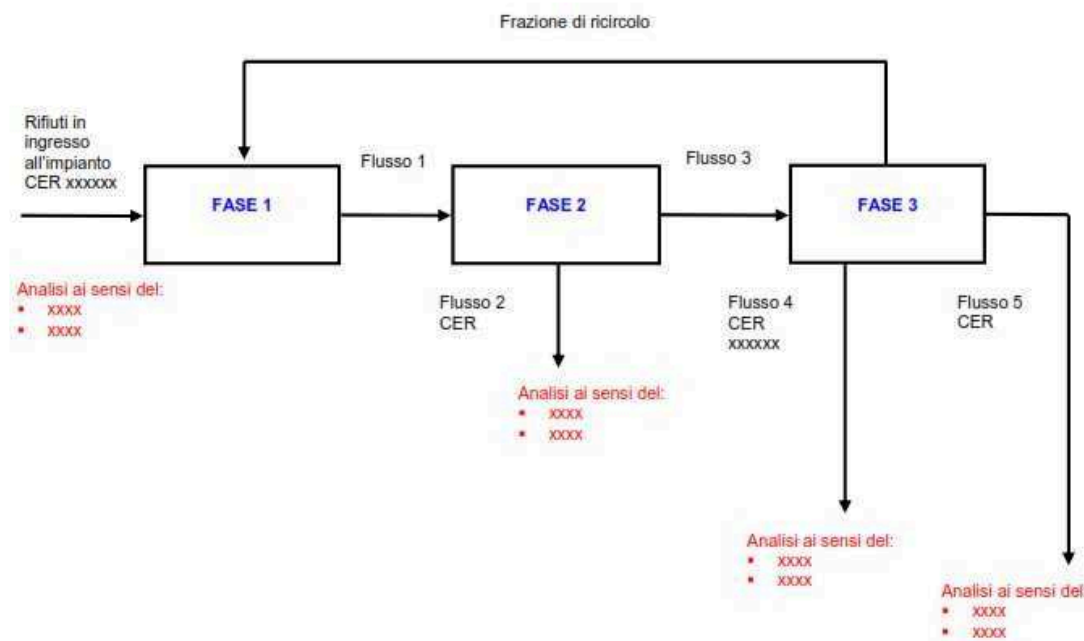 Frazione di ricircolo
Rifiuti in
ingresso
all'impianto
CER xxxxxx
FASE 1
Flusso 1
FASE 2
Flusso 3
FASE 3
Analisi ai sensi del:
▪ xxxx
▪ xxxx
Flusso 2
CER
Analisi ai sensi del:
▪ xxxx
▪ xxxx
Flusso 4
CER
xxxxxx
Flusso 5
CER
Analisi ai sensi del:
▪ xxxx
▪ xxxx
Analisi ai sensi del
▪ xxxx
▪ xxxx